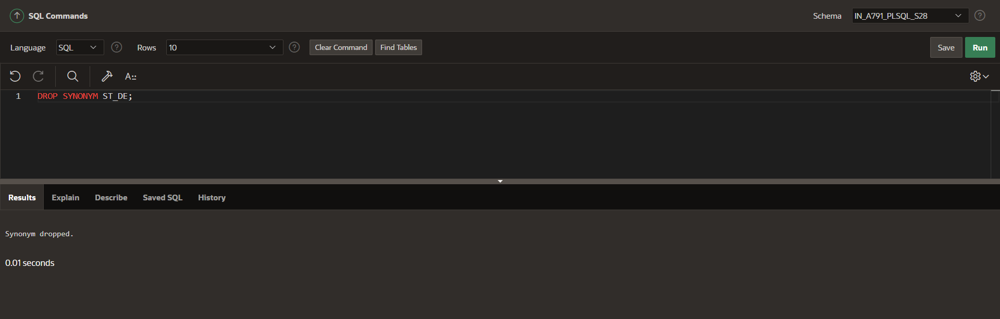 SQL Commands
Schema IN_A791_PLSQL_S28 ?
Language SQL ? Rows 10 ? Clear Command Find Tables Save Run
A::
1 DROP SYNONYM ST_DE;
Results Explain Describe Saved SQL History
Synonym dropped.
0.01 seconds